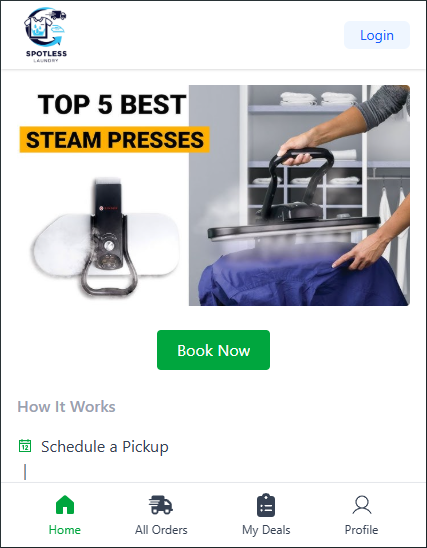 SPOTLESS
LAUNDRY
Login
TOP 5 BEST
STEAM PRESSES
Book Now
How It Works
12
Schedule a Pickup
Home
All Orders
My Deals
Profile